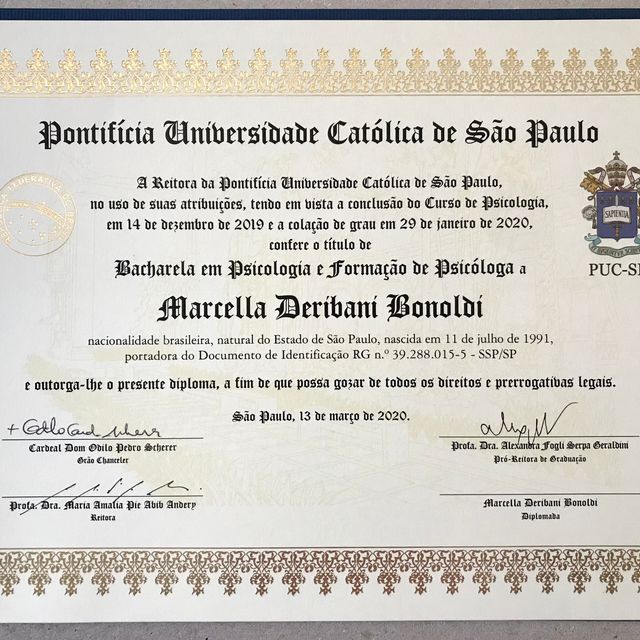 Pontifícia Universidade Católica de São Paulo
A Reitora da Pontifícia Universidade Católica de São Paulo,
no uso de suas atribuições, tendo em vista a conclusão do Curso de Psicologia,
em 14 de dezembro de 2019 e a colação de grau em 29 de janeiro de 2020,
confere o título de
Bacharela em Psicologia e Formação de Psicóloga a
Marcella Deribani Bonoldi
nacionalidade brasileira, natural do Estado de São Paulo, nascida em 11 de julho de 1991,
portadora do Documento de Identificação RG n.º 39.288.015-5 - SSP/SP
e outorga-lhe o presente diploma, a fim de que possa gozar de todos os direitos e prerrogativas legais.
São Paulo, 13 de março de 2020.
SAPIENTIA
PUC-SP
Cardeal Dom Odilo Pedro Scherer
Grão Chanceler
Profa. Dra. Alexandra Fogli Serpa Geraldini
Pró-Reitora de Graduação
Profa. Dra. Maria Amalia Pie Abib Andery
Reitora
Marcella Deribani Bonoldi
Diplomada